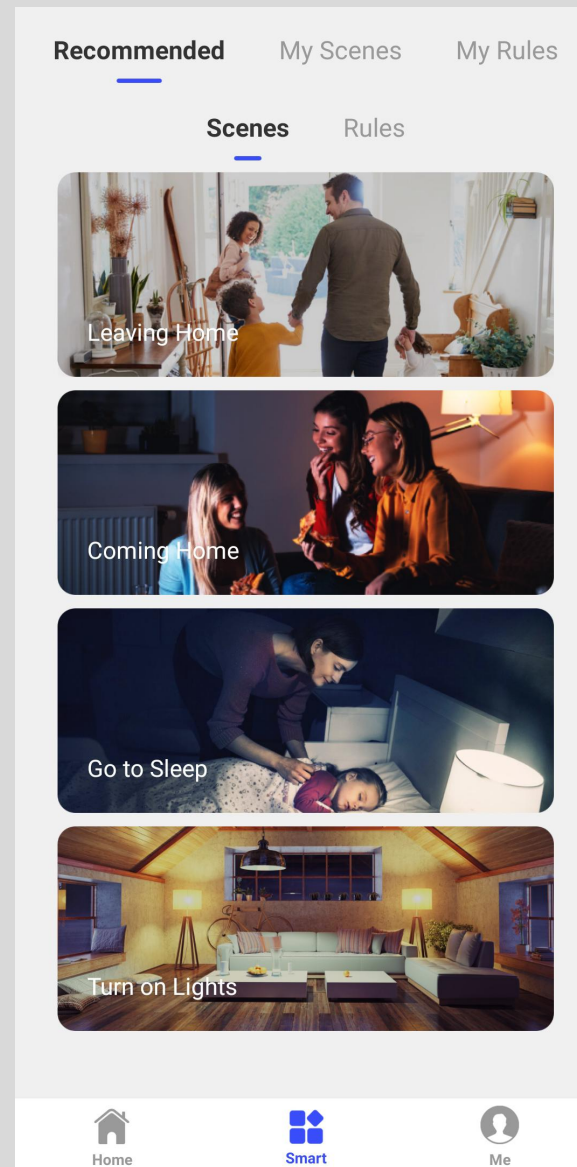 Recommended My Scenes My Rules
Scenes Rules
Leaving Home
Coming Home
Go to Sleep
Turn on Lights
Home Smart Me